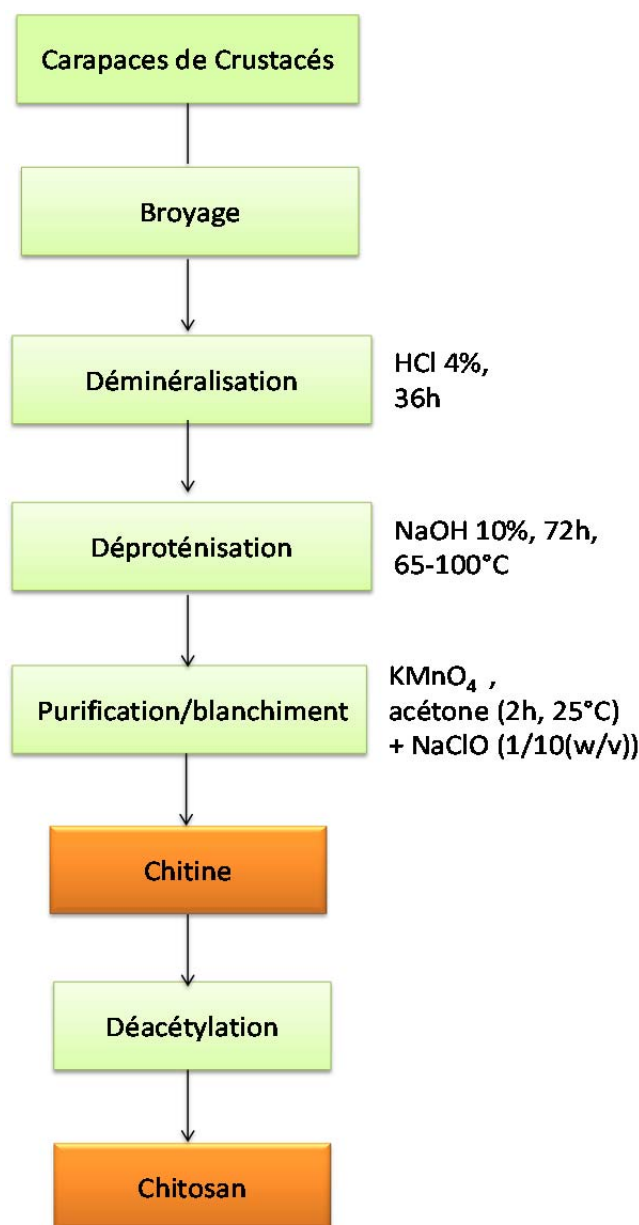 Carapaces de Crustacés
Broyage
Déminéralisation
HCl 4%,
36h
Déproténisation
NaOH 10%, 72h,
65-100°C
Purification/blanchiment
KMnO₄ ,
acétone (2h, 25°C)
+ NaClO (1/10(w/v))
Chitine
Déacétylation
Chitosan